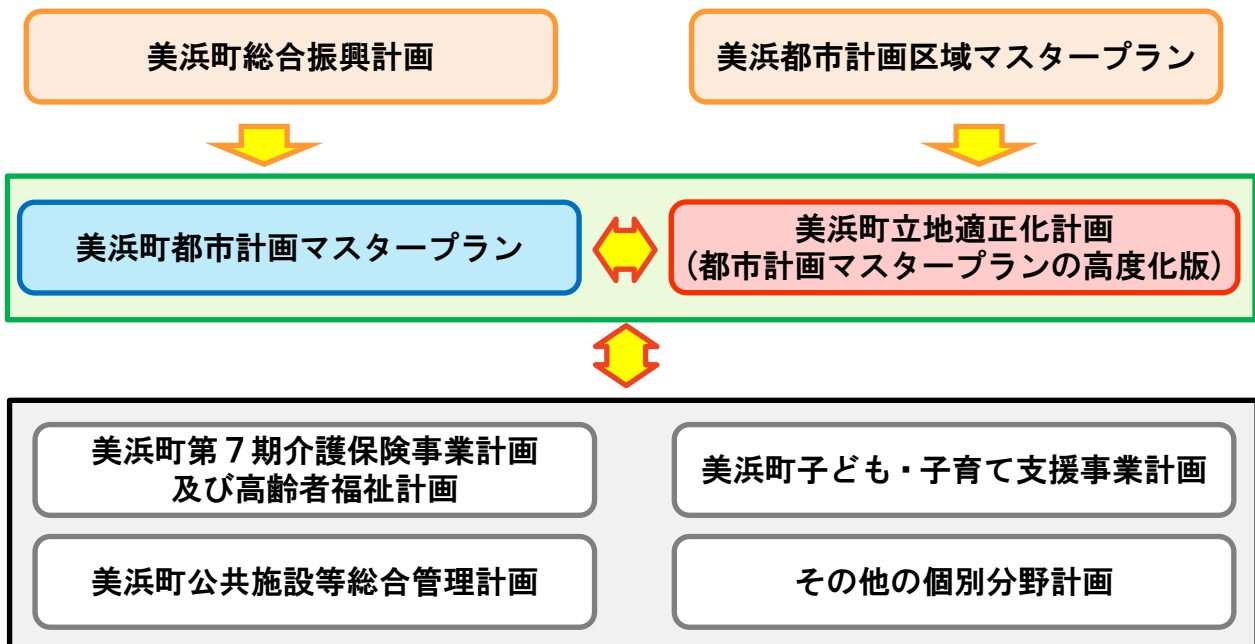 美浜町総合振興計画
美浜都市計画区域マスタープラン
美浜町都市計画マスタープラン
美浜町立地適正化計画
(都市計画マスタープランの高度化版)
美浜町第７期介護保険事業計画
及び高齢者福祉計画
美浜町子ども・子育て支援事業計画
美浜町公共施設等総合管理計画
その他の個別分野計画